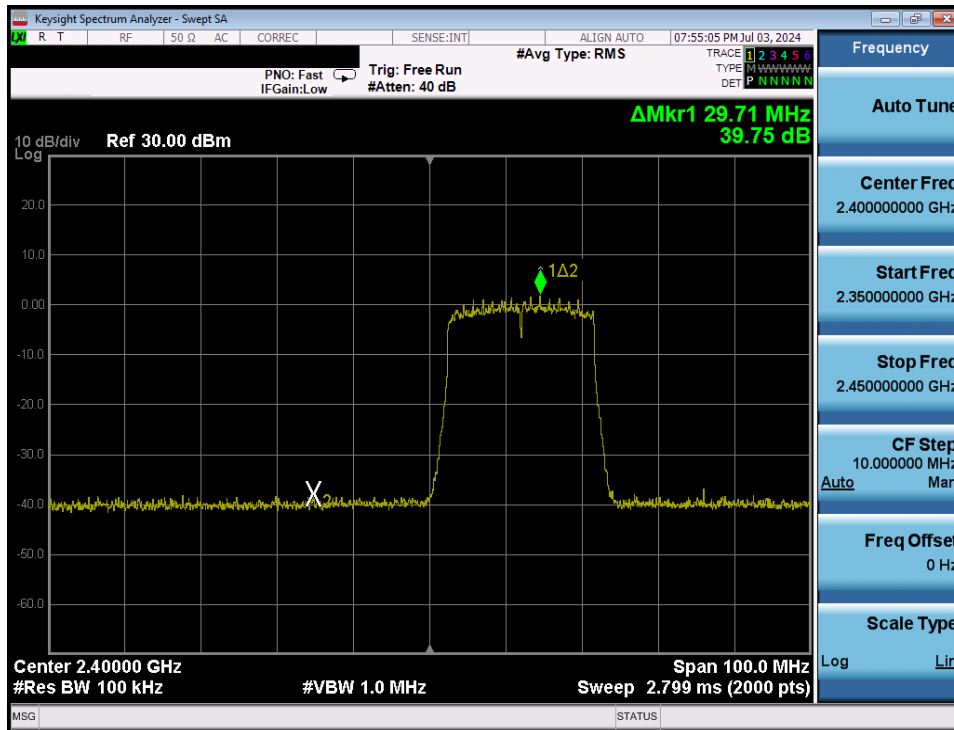 Keysight Spectrum Analyzer - Swept SA
LXI R T RF 50 Ω AC CORREC SENSE:INT ALIGN AUTO 07:55:05 PM Jul 03, 2024
#Avg Type: RMS
TRACE 1 2 3 4 5 6
TYPE M W W W W W
DET P N N N N N
PNO: Fast
IFGain:Low
Trig: Free Run
#Atten: 40 dB
ΔMkr1 29.71 MHz
39.75 dB
10 dB/div
Log
Ref 30.00 dBm
20.0
10.0
0.00
-10.0
-20.0
-30.0
-40.0
-50.0
-60.0
1Δ2
X2
Center 2.40000 GHz
#Res BW 100 kHz
#VBW 1.0 MHz
Span 100.0 MHz
Sweep 2.799 ms (2000 pts)
MSG
STATUS
Frequency
Auto Tune
Center Freq
2.400000000 GHz
Start Freq
2.350000000 GHz
Stop Freq
2.450000000 GHz
CF Step
10.000000 MHz
Auto Man
Freq Offset
0 Hz
Scale Type
Log Lin